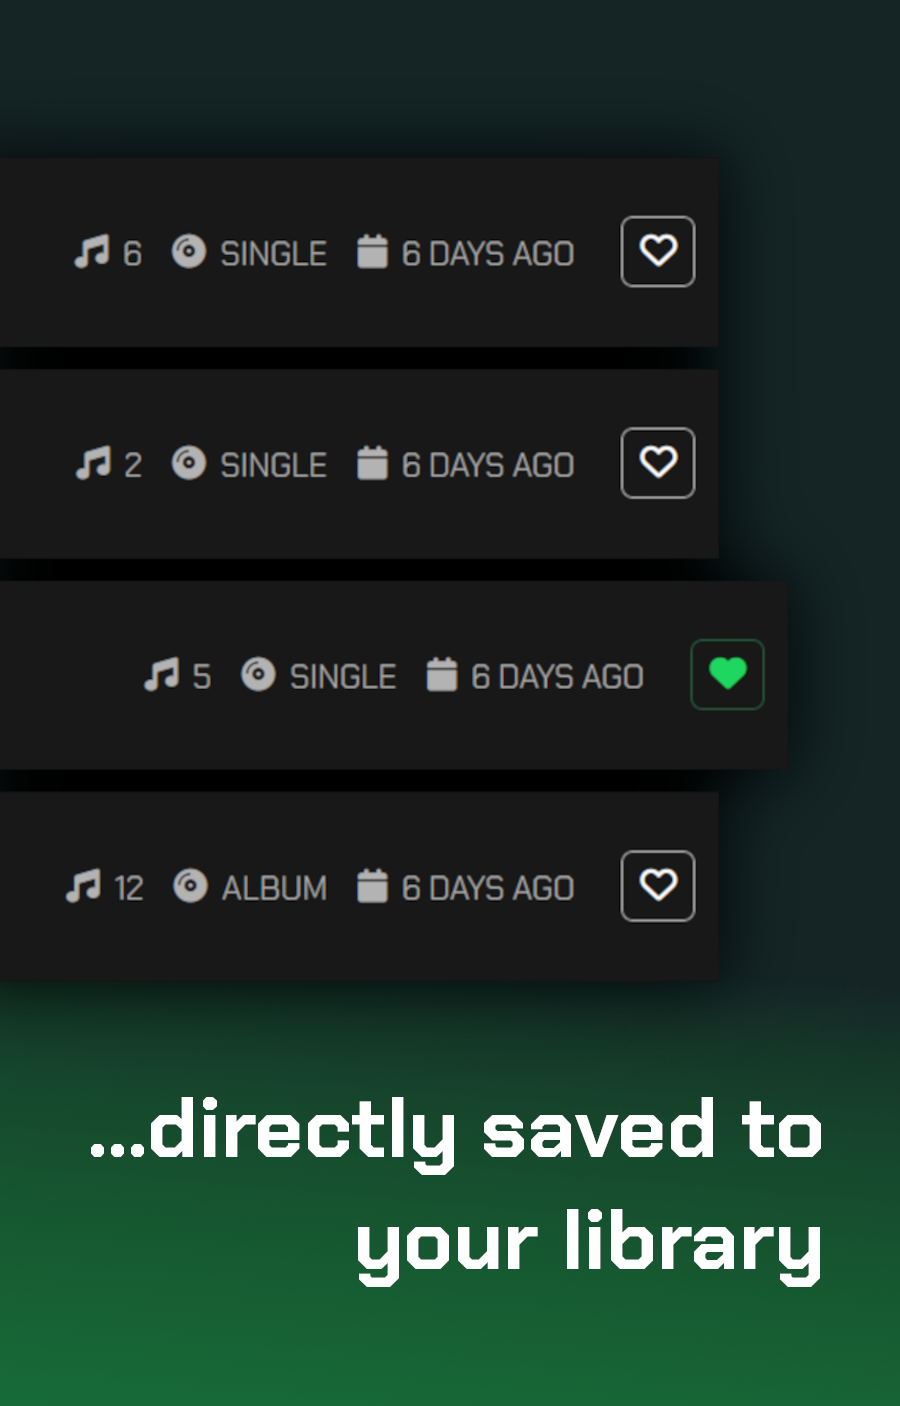 6 SINGLE 6 DAYS AGO
2 SINGLE 6 DAYS AGO
5 SINGLE 6 DAYS AGO
12 ALBUM 6 DAYS AGO
...directly saved to
your library